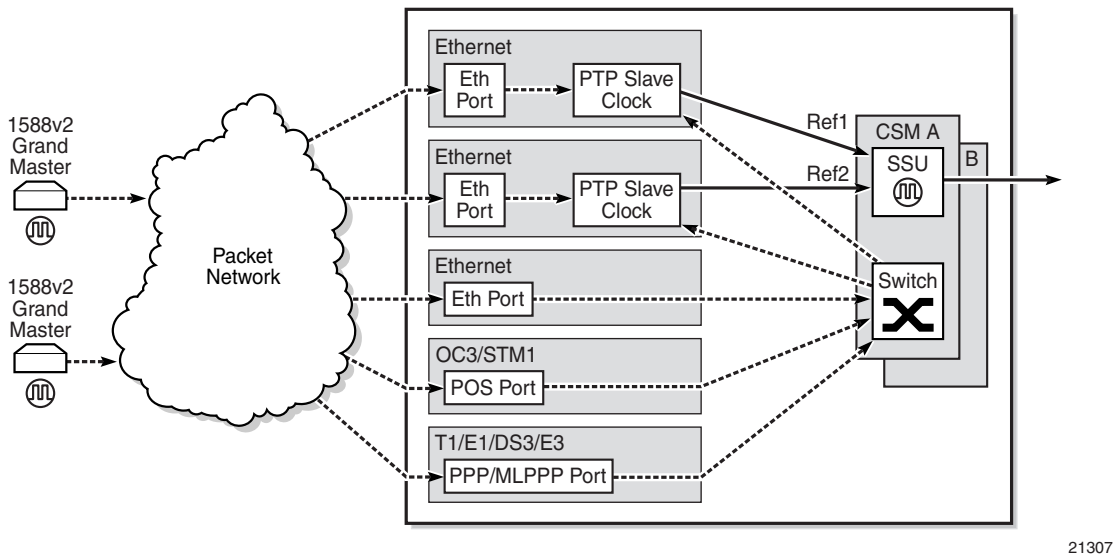 1588v2
Grand
Master
1588v2
Grand
Master
Packet
Network
Ethernet
Eth
Port
PTP Slave
Clock
Ethernet
Eth
Port
PTP Slave
Clock
Ethernet
Eth Port
OC3/STM1
POS Port
T1/E1/DS3/E3
PPP/MLPPP Port
Ref1
Ref2
CSM A
SSU
B
Switch
21307